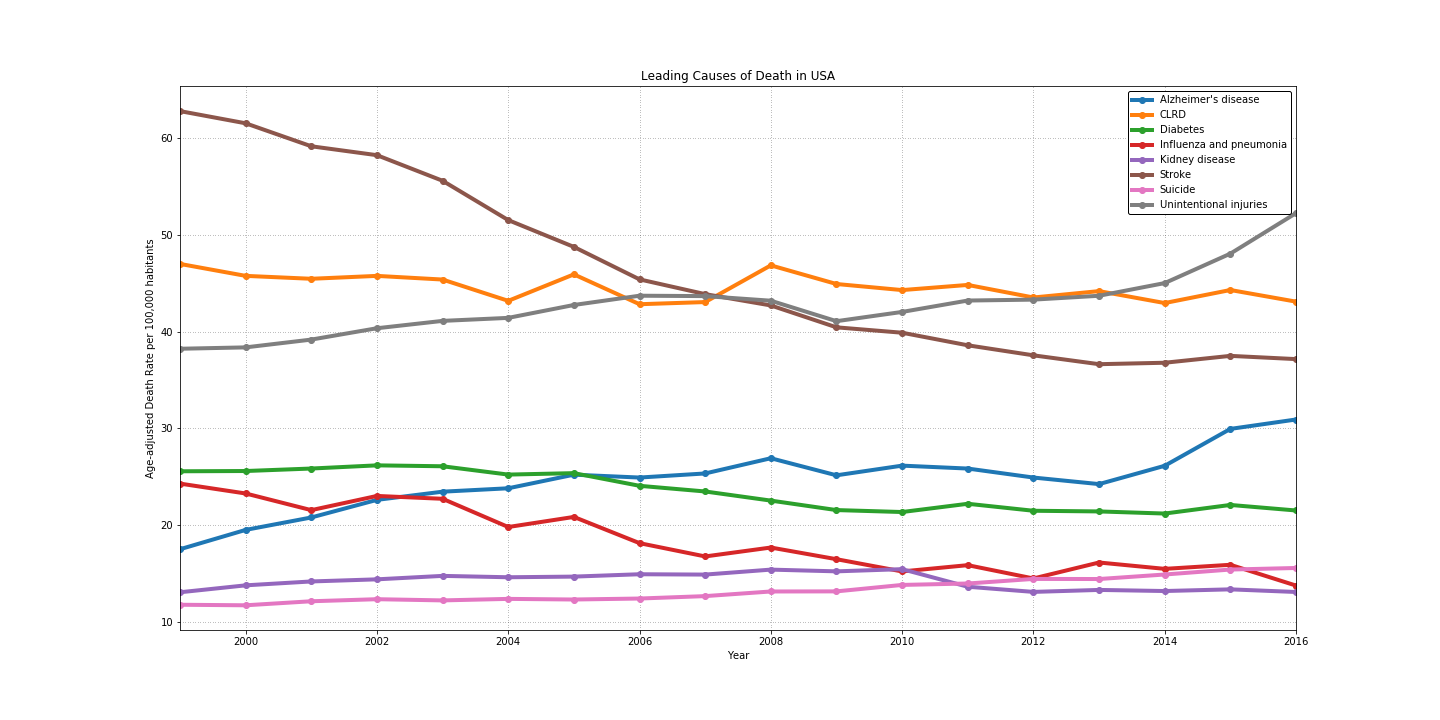 Leading Causes of Death in USA
Alzheimer's disease
CLRD
Diabetes
Influenza and pneumonia
Kidney disease
Stroke
Suicide
Unintentional injuries
Age-adjusted Death Rate per 100,000 habitants
60
50
40
30
20
10
2000 2002 2004 2006 2008 2010 2012 2014 2016
Year